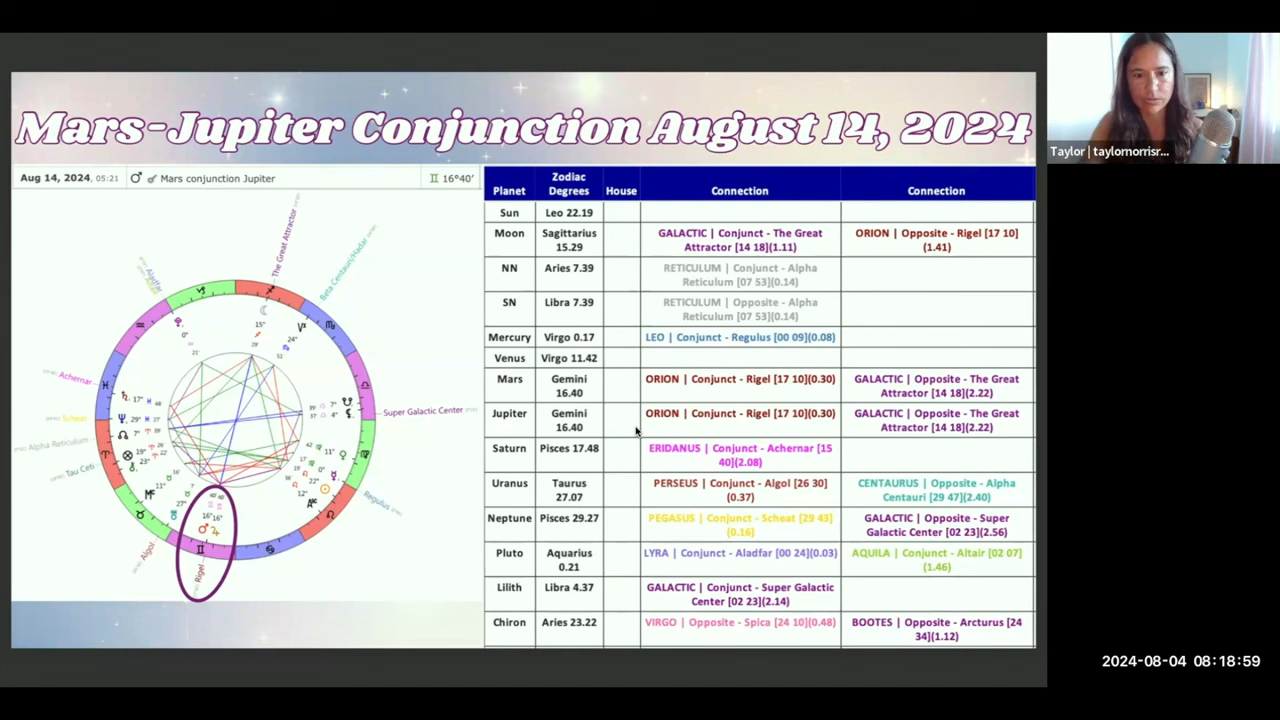 Mars-Jupiter Conjunction August 14, 2024
Aug 14, 2024, 05:21 ♂ ☌ Mars conjunction Jupiter ♊ 16°40'
The Great Attractor
Beta Centauri/Hadar
Aladfar
Achernar
Scheat
Alpha Reticulum
Tau Ceti
Algol
Rigel
Regulus
Super Galactic Center
Planet Zodiac Degrees House Connection Connection
Sun Leo 22.19
Moon Sagittarius 15.29 GALACTIC | Conjunct - The Great Attractor [14 18](1.11) ORION | Opposite - Rigel [17 10](1.41)
NN Aries 7.39 RETICULUM | Conjunct - Alpha Reticulum [07 53](0.14)
SN Libra 7.39 RETICULUM | Opposite - Alpha Reticulum [07 53](0.14)
Mercury Virgo 0.17 LEO | Conjunct - Regulus [00 09](0.08)
Venus Virgo 11.42
Mars Gemini 16.40 ORION | Conjunct - Rigel [17 10](0.30) GALACTIC | Opposite - The Great Attractor [14 18](2.22)
Jupiter Gemini 16.40 ORION | Conjunct - Rigel [17 10](0.30) GALACTIC | Opposite - The Great Attractor [14 18](2.22)
Saturn Pisces 17.48 ERIDANUS | Conjunct - Achernar [15 40](2.08)
Uranus Taurus 27.07 PERSEUS | Conjunct - Algol [26 30](0.37) CENTAURUS | Opposite - Alpha Centauri [29 47](2.40)
Neptune Pisces 29.27 PEGASUS | Conjunct - Scheat [29 43](0.16) GALACTIC | Opposite - Super Galactic Center [02 23](2.56)
Pluto Aquarius 0.21 LYRA | Conjunct - Aladfar [00 24](0.03) AQUILA | Conjunct - Altair [02 07](1.46)
Lilith Libra 4.37 GALACTIC | Conjunct - Super Galactic Center [02 23](2.14)
Chiron Aries 23.22 VIRGO | Opposite - Spica [24 10](0.48) BOOTES | Opposite - Arcturus [24 34](1.12)
Taylor | taylornorrisr...
2024-08-04 08:18:59